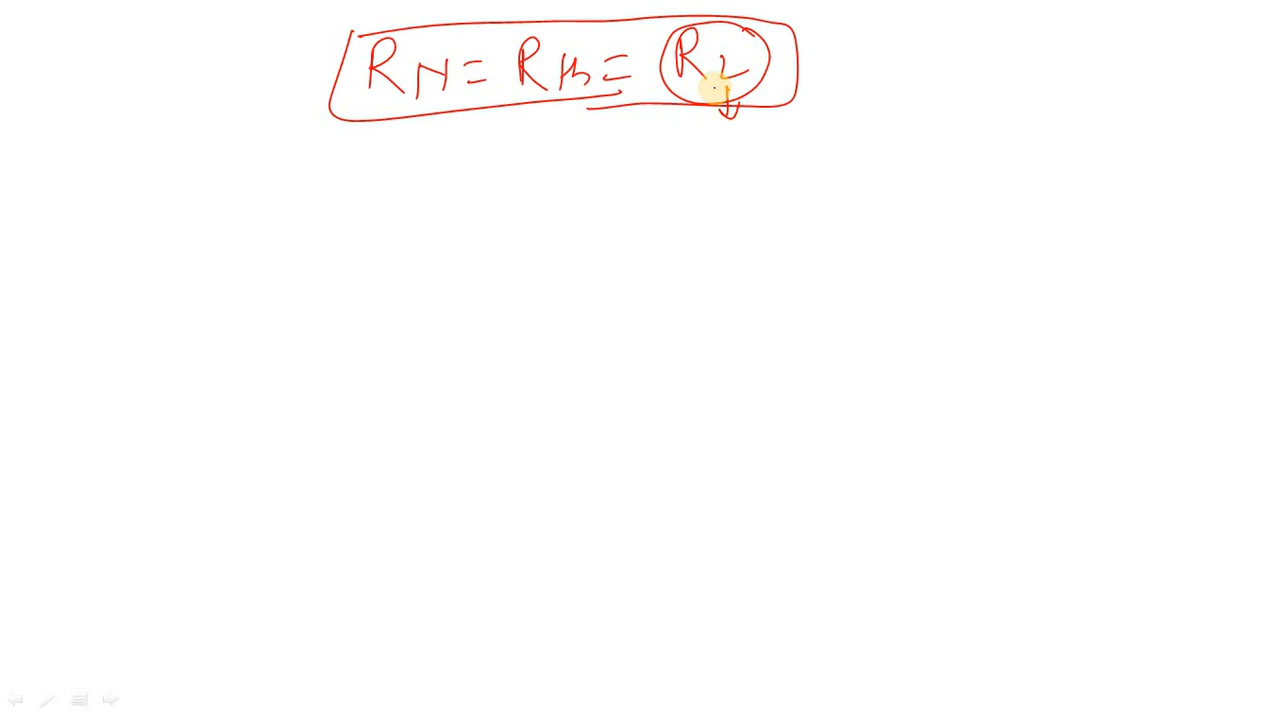 RN = Rth = RL